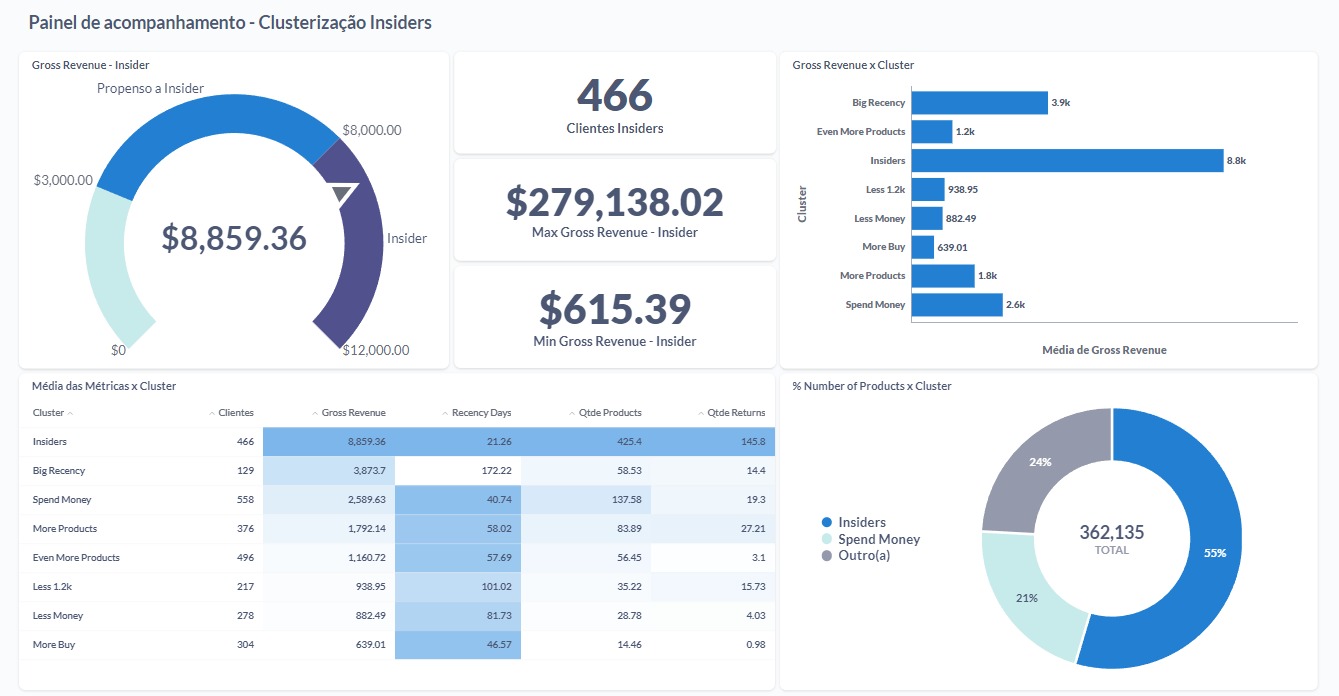 Painel de acompanhamento - Clusterização Insiders
Gross Revenue - Insider
Propenso a Insider
$8,000.00
$3,000.00
$8,859.36
Insider
$0
$12,000.00
466
Clientes Insiders
$279,138.02
Max Gross Revenue - Insider
$615.39
Min Gross Revenue - Insider
Gross Revenue x Cluster
Cluster
Big Recency 3.9k
Even More Products 1.2k
Insiders 8.8k
Less 1.2k 938.95
Less Money 882.49
More Buy 639.01
More Products 1.8k
Spend Money 2.6k
Média de Gross Revenue
Média das Métricas x Cluster
Cluster Clientes Gross Revenue Recency Days Qtde Products Qtde Returns
Insiders 466 8,859.36 21.26 425.4 145.8
Big Recency 129 3,873.7 172.22 58.53 14.4
Spend Money 558 2,589.63 40.74 137.58 19.3
More Products 376 1,792.14 58.02 83.89 27.21
Even More Products 496 1,160.72 57.69 56.45 3.1
Less 1.2k 217 938.95 101.02 35.22 15.73
Less Money 278 882.49 81.73 28.78 4.03
More Buy 304 639.01 46.57 14.46 0.98
% Number of Products x Cluster
Insiders
Spend Money
Outro(a)
24%
362,135
TOTAL
55%
21%